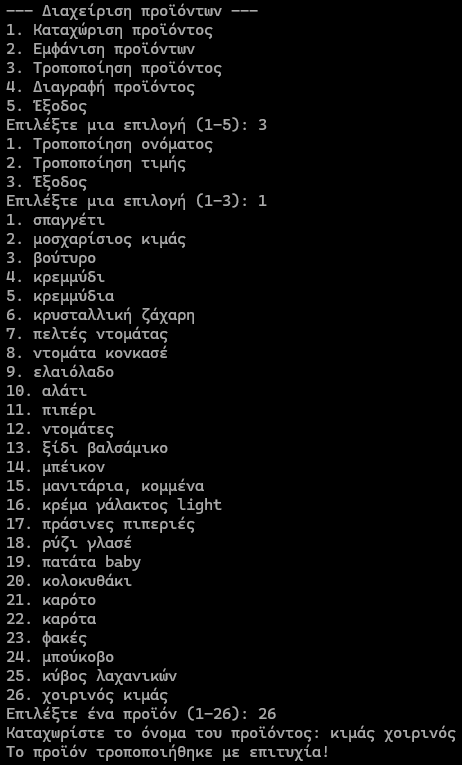 --- Διαχείριση προϊόντων ---
1. Καταχώριση προϊόντος
2. Εμφάνιση προϊόντων
3. Τροποποίηση προϊόντος
4. Διαγραφή προϊόντος
5. Έξοδος
Επιλέξτε μια επιλογή (1-5): 3
1. Τροποποίηση ονόματος
2. Τροποποίηση τιμής
3. Έξοδος
Επιλέξτε μια επιλογή (1-3): 1
1. σπαγγέτι
2. μοσχαρίσιος κιμάς
3. βούτυρο
4. κρεμμύδι
5. κρεμμύδια
6. κρυσταλλική ζάχαρη
7. πελτές ντομάτας
8. ντομάτα κονκασέ
9. ελαιόλαδο
10. αλάτι
11. πιπέρι
12. ντομάτες
13. ξίδι βαλσάμικο
14. μπέικον
15. μανιτάρια, κομμένα
16. κρέμα γάλακτος light
17. πράσινες πιπεριές
18. ρύζι γλασέ
19. πατάτα baby
20. κολοκυθάκι
21. καρότο
22. καρότα
23. φακές
24. μπούκοβο
25. κύβος λαχανικών
26. χοιρινός κιμάς
Επιλέξτε ένα προϊόν (1-26): 26
Καταχωρίστε το όνομα του προϊόντος: κιμάς χοιρινός
Το προϊόν τροποποιήθηκε με επιτυχία!